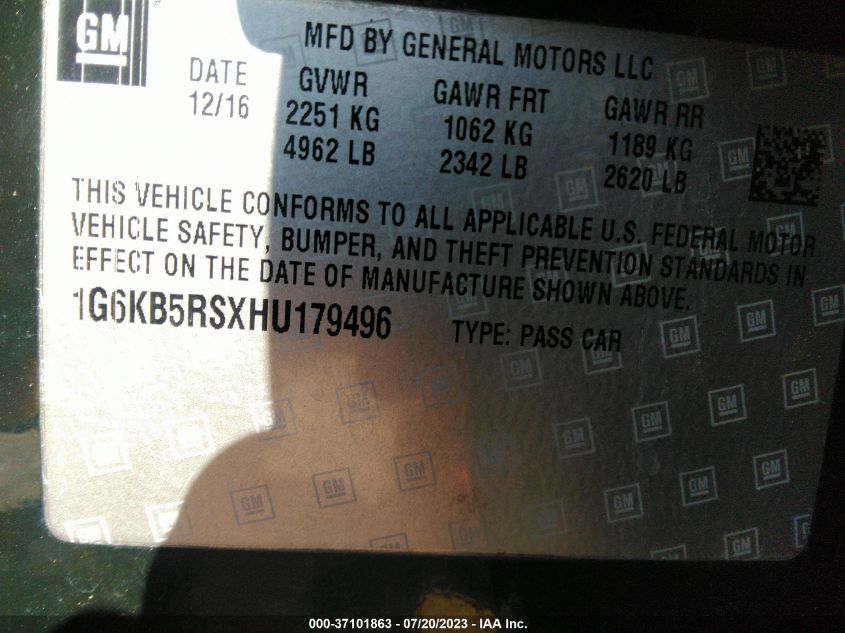 GM
MFD BY GENERAL MOTORS LLC
DATE GVWR GAWR FRT GAWR RR
12/16 2251 KG 1062 KG 1189 KG
4962 LB 2342 LB 2620 LB
THIS VEHICLE CONFORMS TO ALL APPLICABLE U.S. FEDERAL MOTOR
VEHICLE SAFETY, BUMPER, AND THEFT PREVENTION STANDARDS IN
EFFECT ON THE DATE OF MANUFACTURE SHOWN ABOVE.
1G6KB5RSXHU179496 TYPE: PASS CAR
000-37101863 - 07/20/2023 - IAA Inc.